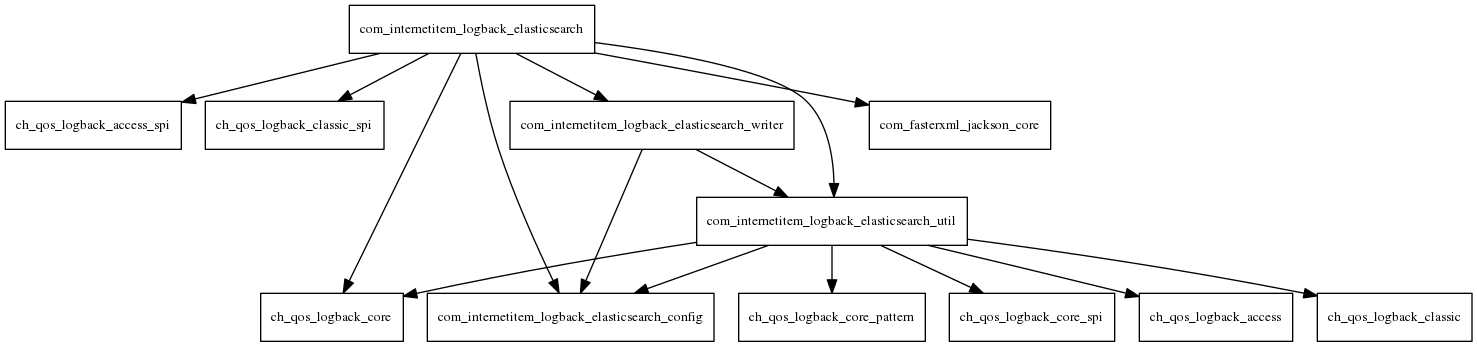 com_internetitem_logback_elasticsearch
ch_qos_logback_access_spi
ch_qos_logback_classic_spi
com_internetitem_logback_elasticsearch_writer
com_fasterxml_jackson_core
com_internetitem_logback_elasticsearch_util
ch_qos_logback_core
com_internetitem_logback_elasticsearch_config
ch_qos_logback_core_pattern
ch_qos_logback_core_spi
ch_qos_logback_access
ch_qos_logback_classic